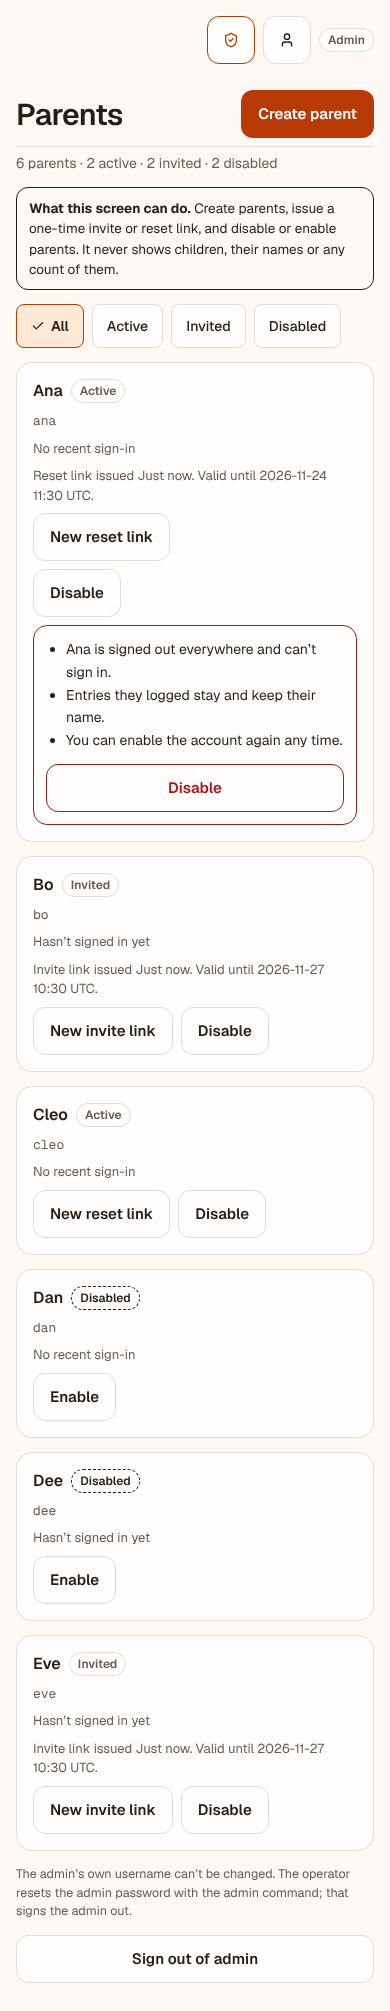 Admin
Parents
Create parent
6 parents · 2 active · 2 invited · 2 disabled
What this screen can do. Create parents, issue a
one-time invite or reset link, and disable or enable
parents. It never shows children, their names or any
count of them.
All
Active
Invited
Disabled
Ana Active
ana
No recent sign-in
Reset link issued Just now. Valid until 2026-11-24
11:30 UTC.
New reset link
Disable
• Ana is signed out everywhere and can’t
sign in.
• Entries they logged stay and keep their
name.
• You can enable the account again any time.
Disable
Bo Invited
bo
Hasn’t signed in yet
Invite link issued Just now. Valid until 2026-11-27
10:30 UTC.
New invite link Disable
Cleo Active
cleo
No recent sign-in
New reset link Disable
Dan Disabled
dan
No recent sign-in
Enable
Dee Disabled
dee
Hasn’t signed in yet
Enable
Eve Invited
eve
Hasn’t signed in yet
Invite link issued Just now. Valid until 2026-11-27
10:30 UTC.
New invite link Disable
The admin’s own username can’t be changed. The operator
resets the admin password with the admin command; that
signs the admin out.
Sign out of admin